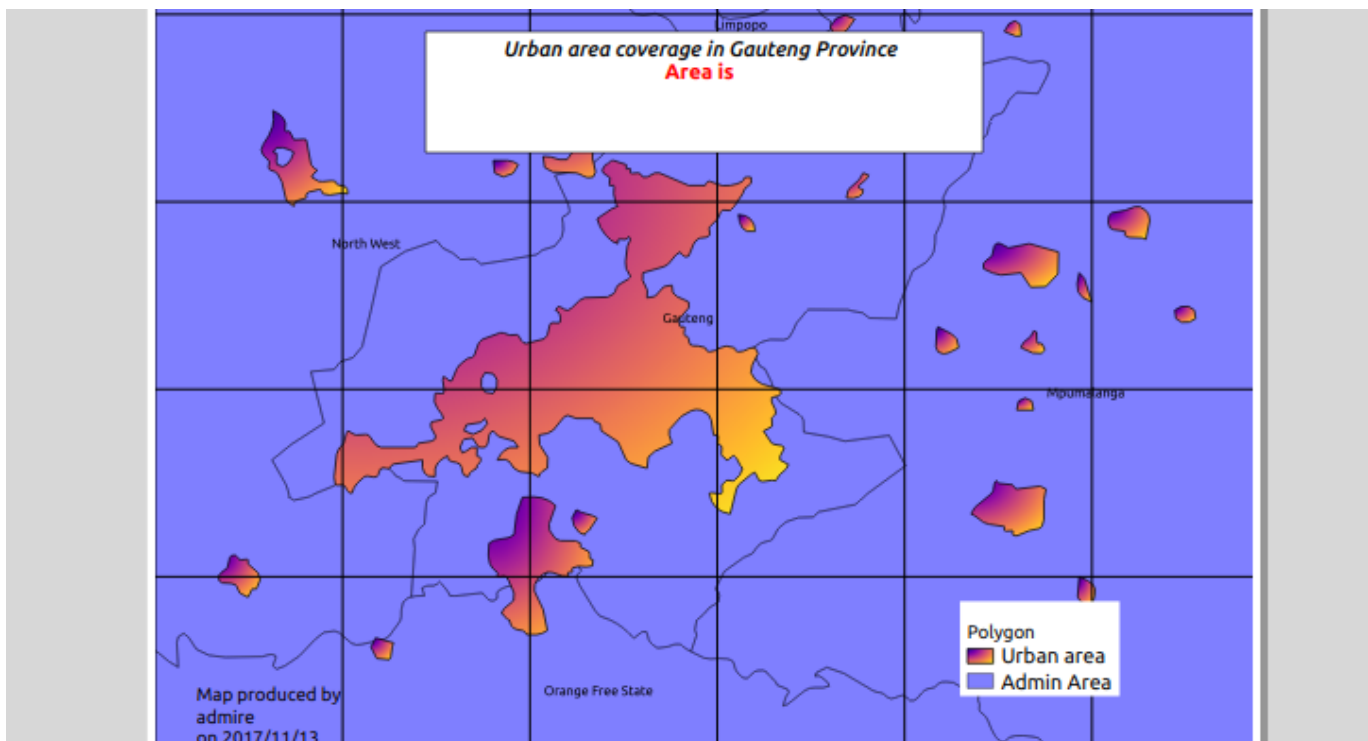 Limpopo
Urban area coverage in Gauteng Province
Area is
North West
Gauteng
Mpumalanga
Polygon
Urban area
Admin Area
Orange Free State
Map produced by
admire
on 2017/11/13